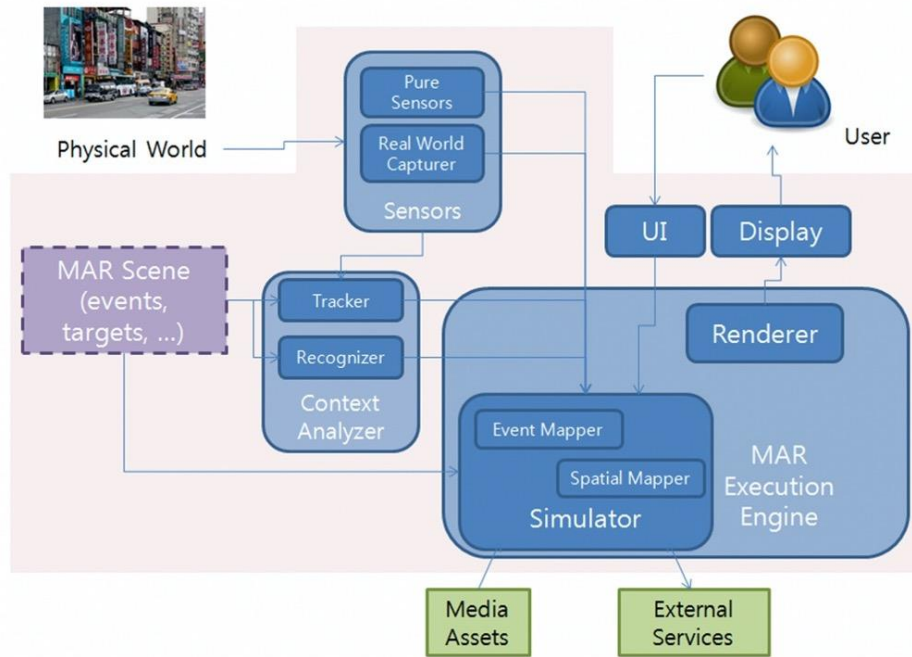 Physical World
Pure
Sensors
Real World
Capturer
Sensors
User
UI
Display
MAR Scene
(events,
targets, ...)
Tracker
Recognizer
Context
Analyzer
Renderer
Event Mapper
Spatial Mapper
Simulator
MAR
Execution
Engine
Media
Assets
External
Services